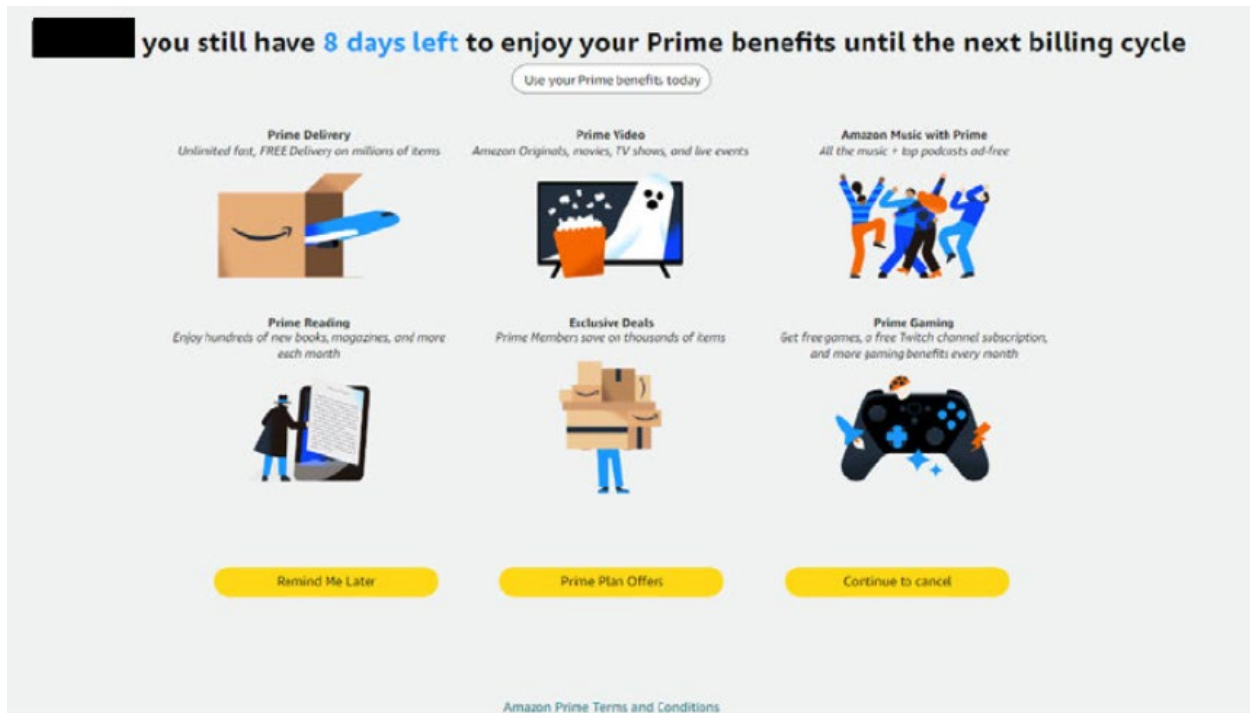 you still have 8 days left to enjoy your Prime benefits until the next billing cycle
Use your Prime benefits today
Prime Delivery
Unlimited fast, FREE Delivery on millions of items
Prime Video
Amazon Originals, movies, TV shows, and live events
Amazon Music with Prime
All the music + top podcasts ad-free
Prime Reading
Enjoy hundreds of new books, magazines, and more
each month
Exclusive Deals
Prime Members save on thousands of items
Prime Gaming
Get free games, a free Twitch channel subscription,
and more gaming benefits every month
Remind Me Later
Prime Plan Offers
Continue to cancel
Amazon Prime Terms and Conditions